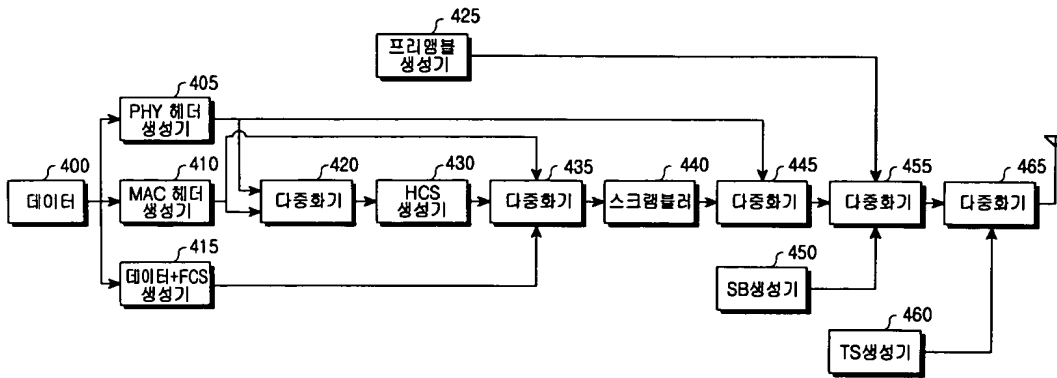 425
프리앰블
생성기
405
PHY 헤더
생성기
400
데이터
410
MAC 헤더
생성기
415
데이터+FCS
생성기
420
다중화기
430
HCS
생성기
435
다중화기
440
스크램블러
445
다중화기
455
다중화기
465
다중화기
450
SB생성기
460
TS생성기